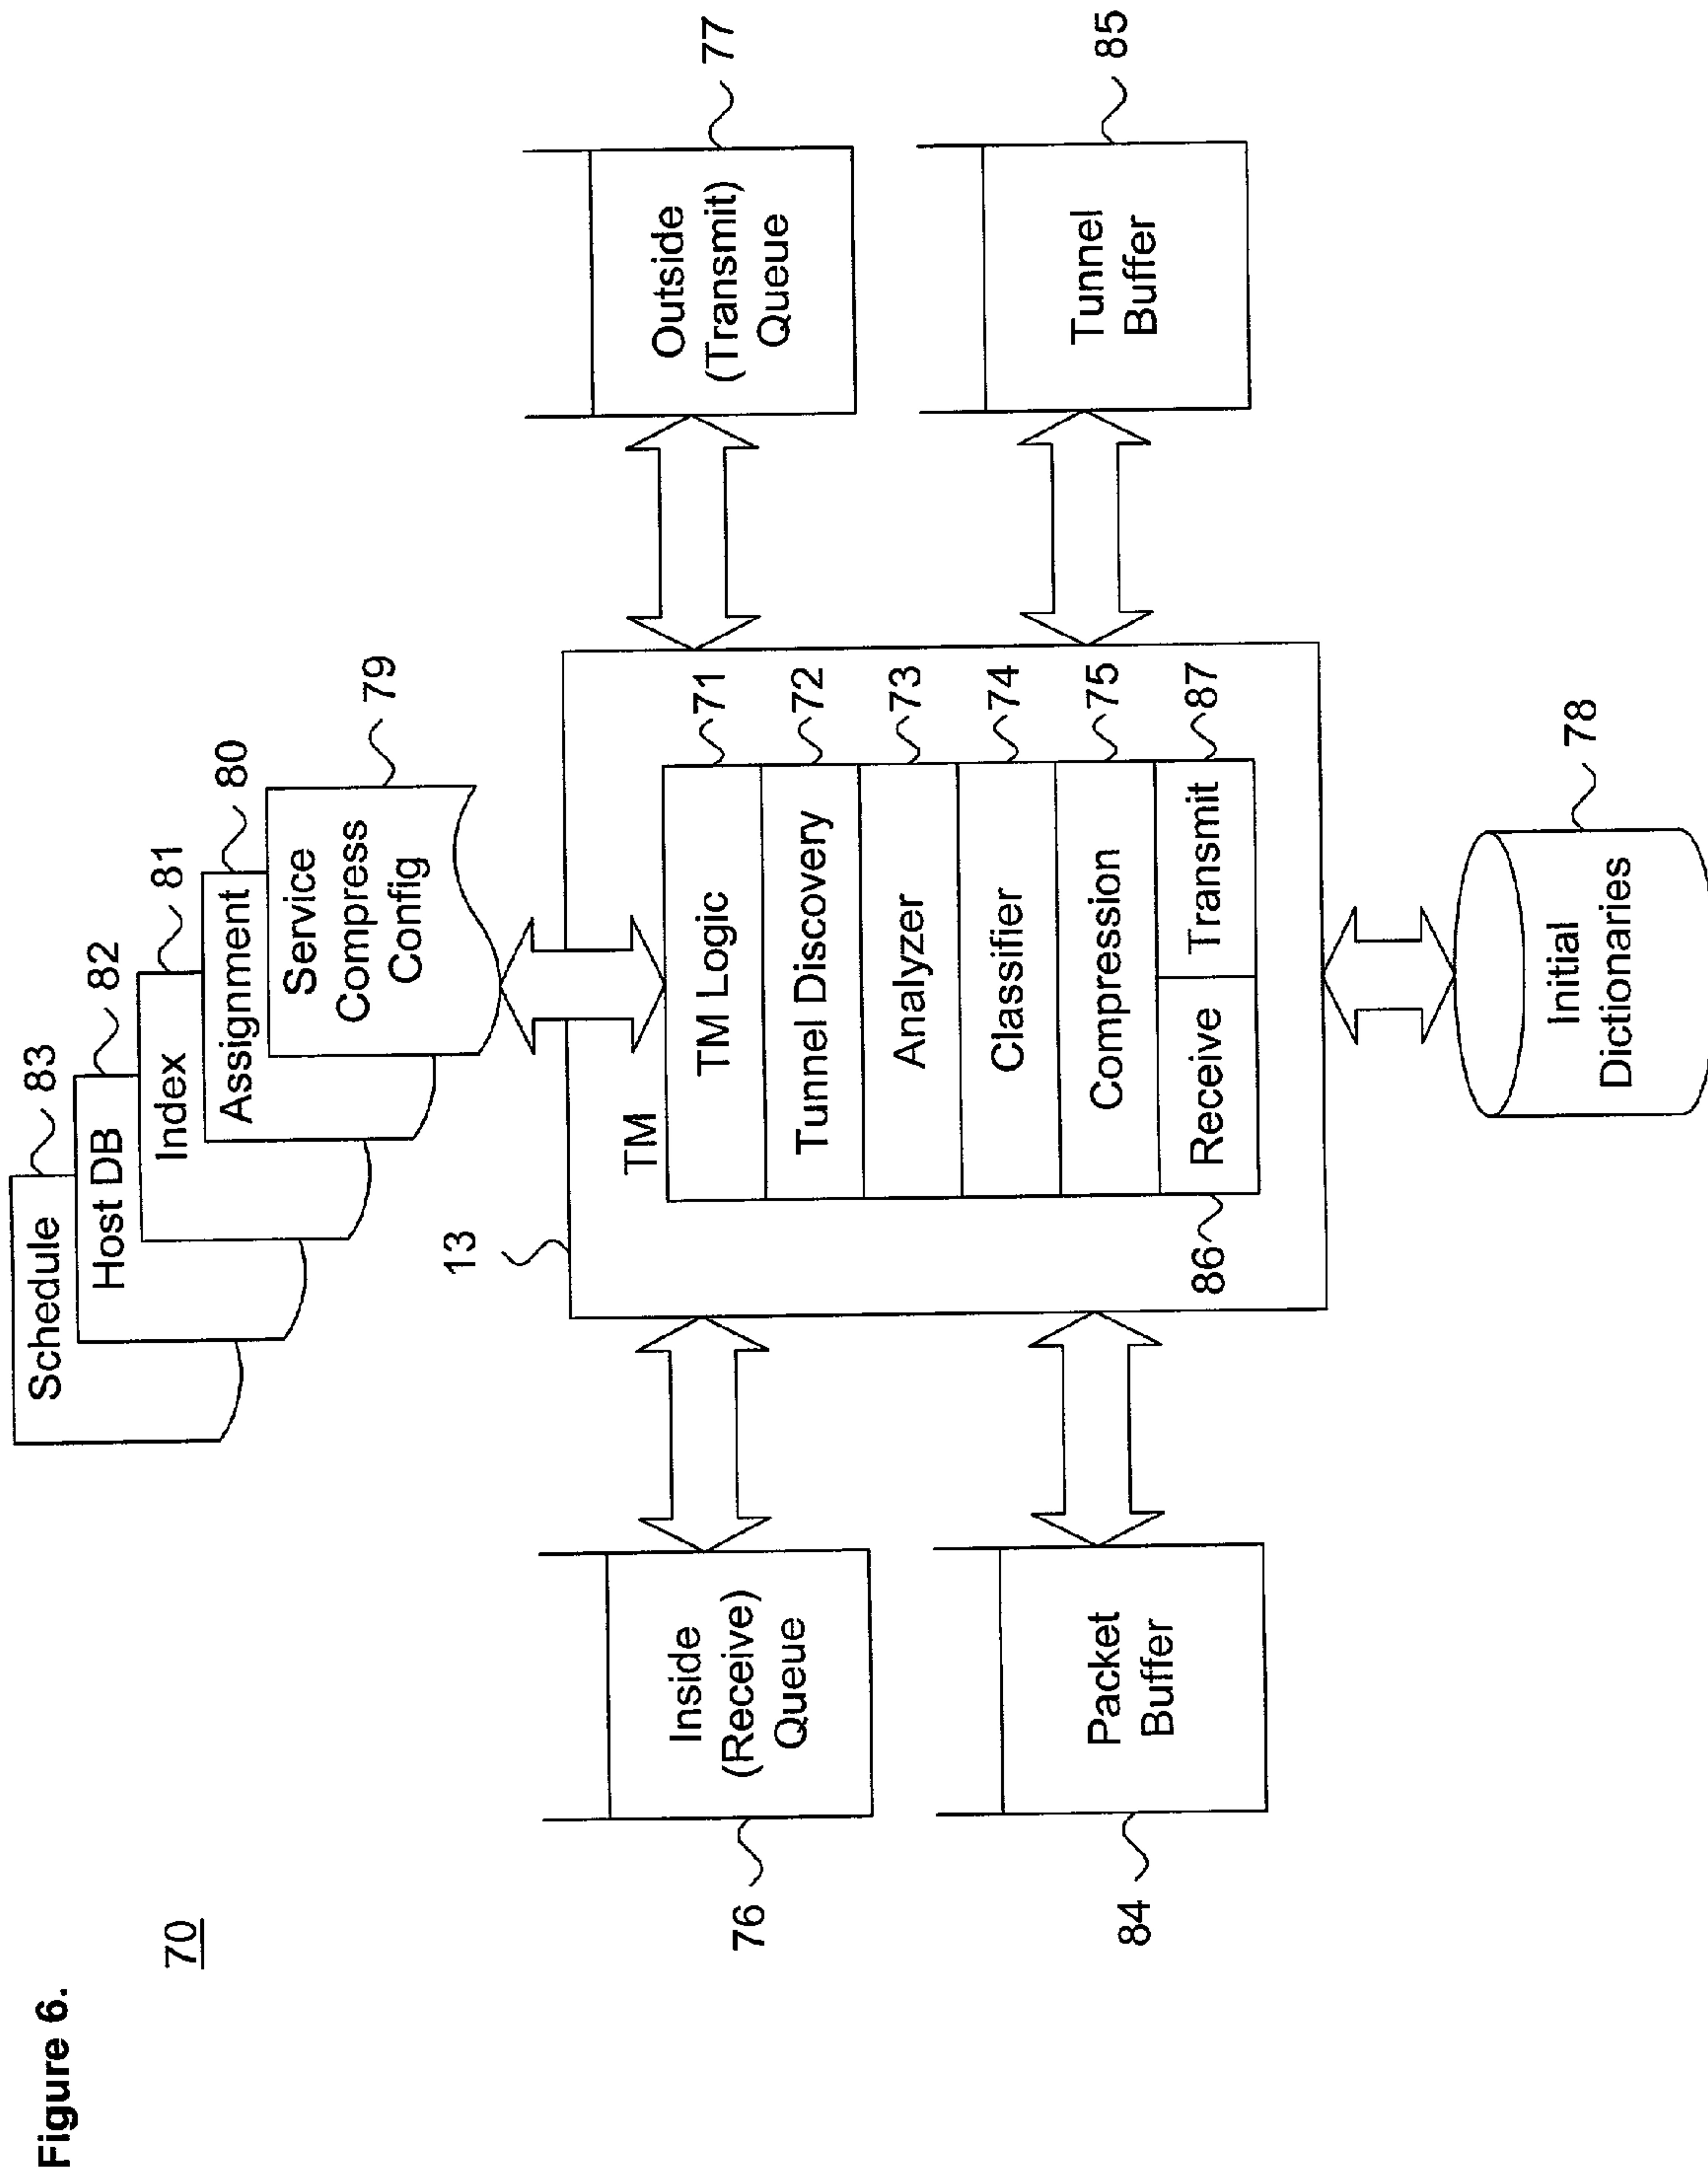 Figure 6.
70
Schedule
83
Host DB
82
Index
81
Assignment
80
Service
Compress
Config
79
13
TM
TM Logic
71
Tunnel Discovery
72
Analyzer
73
Classifier
74
Compression
75
Receive
Transmit
87
86
Inside
(Receive)
Queue
76
Outside
(Transmit)
Queue
77
Packet
Buffer
84
Tunnel
Buffer
85
Initial
Dictionaries
78